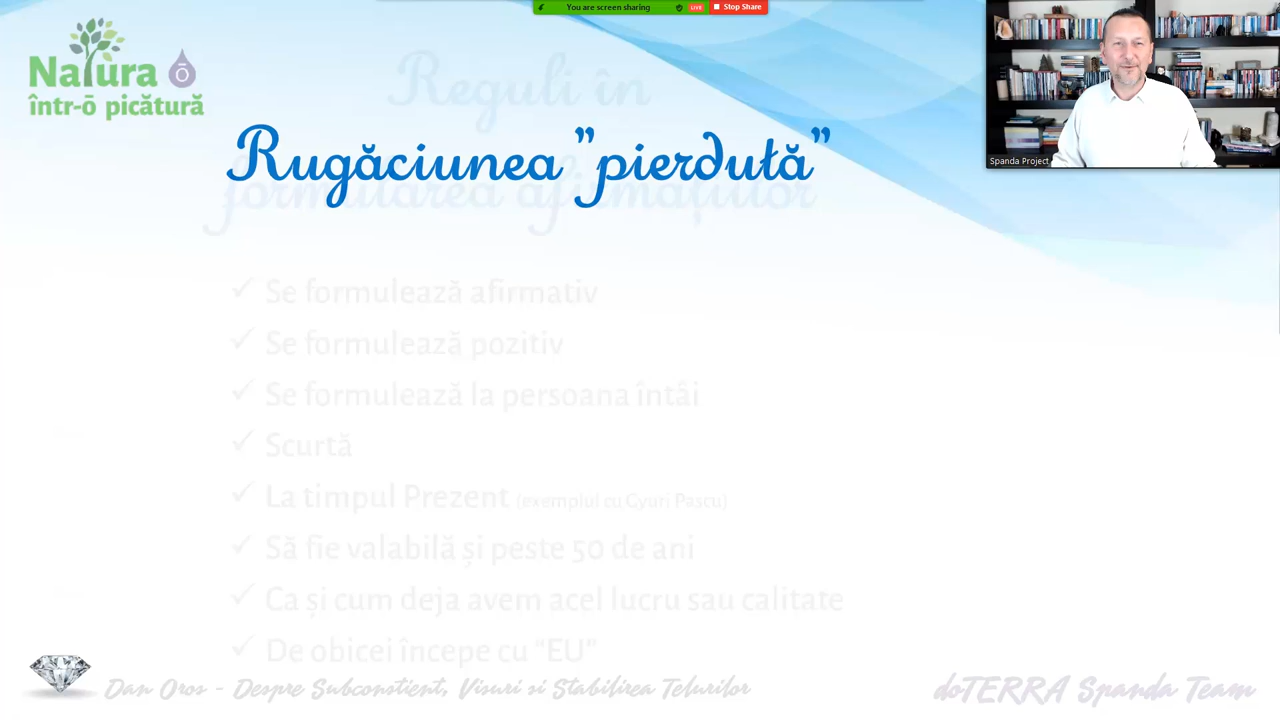 You are screen sharing
LIVE
Stop Share
Natura ō
într-ō picătură
Spanda Project
Reguli în
formularea afirmațiilor
Rugăciunea "pierdută"
Se formulează afirmativ
Se formulează pozitiv
Se formulează la persoana întâi
Scurtă
La timpul Prezent (exemplul cu Gyuri Pascu)
Să fie valabilă și peste 50 de ani
Ca și cum deja avem acel lucru sau calitate
De obicei începe cu "EU"
Dan Oros - Despre Subconstient, Visuri si Stabilirea Telurilor
doTERRA Spanda Team